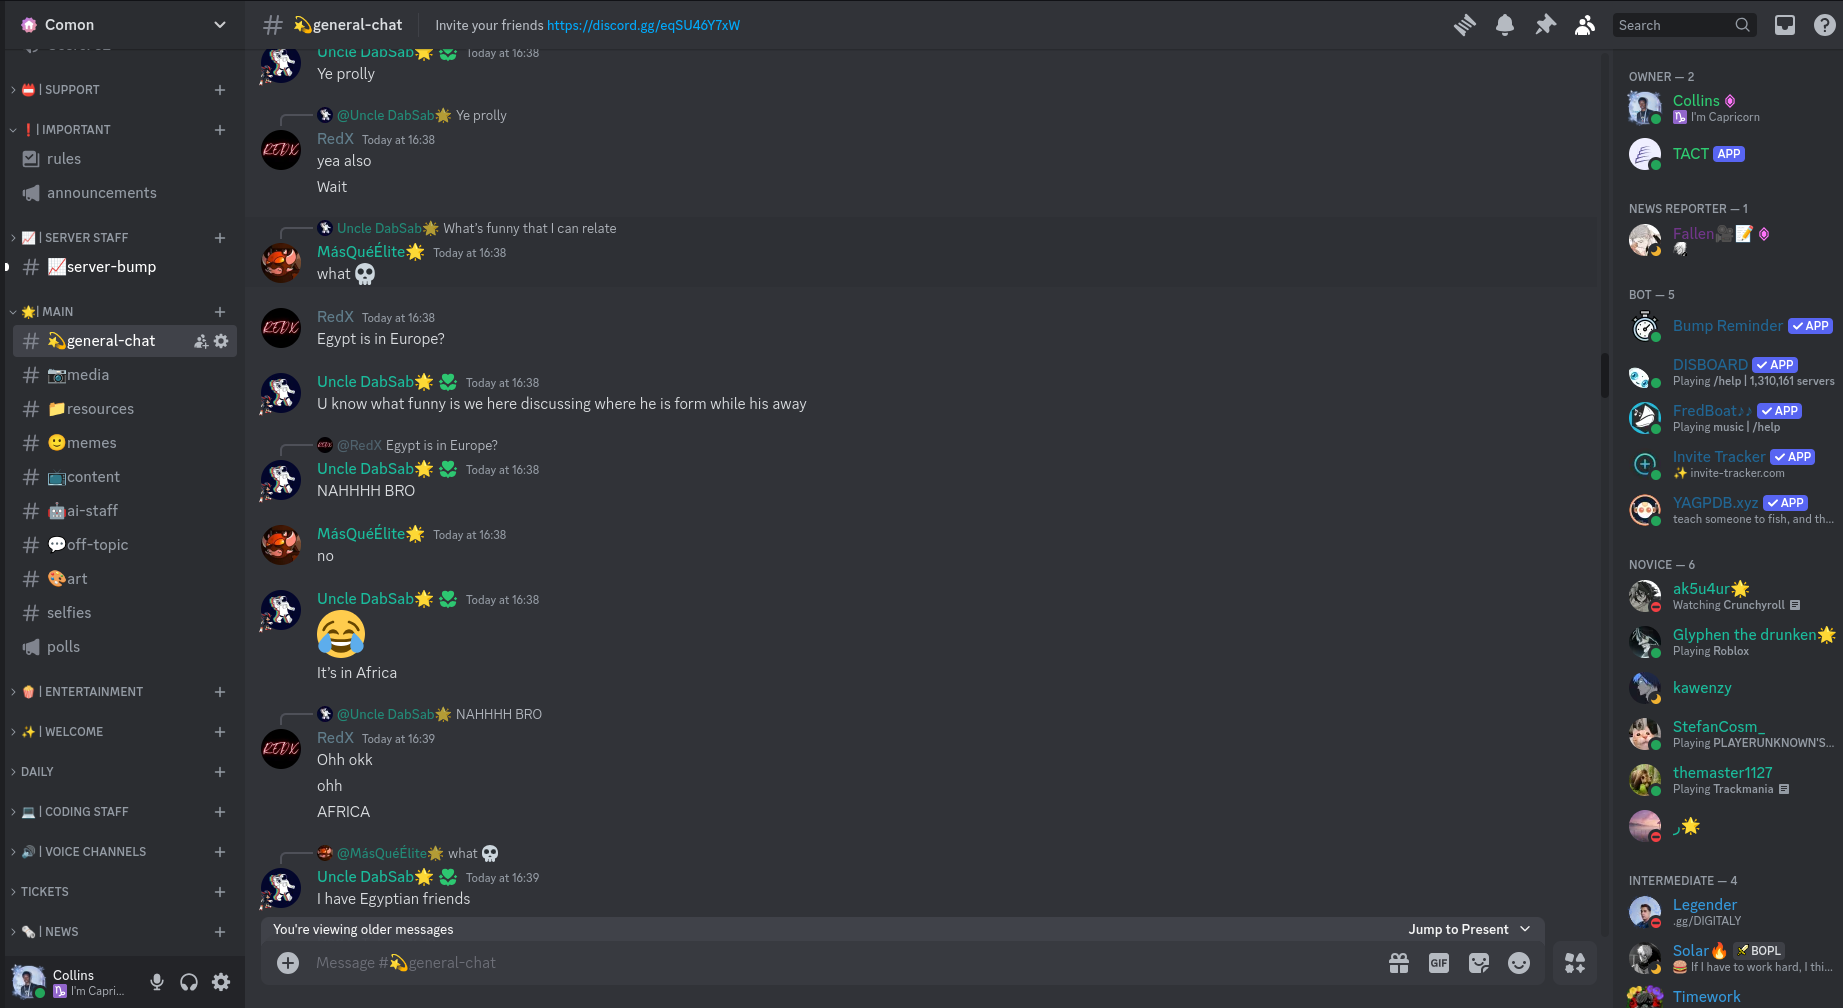 Comon
| SUPPORT
❗| IMPORTANT
rules
announcements
📈 | SERVER STAFF
# 📈server-bump
🌟| MAIN
# 💫general-chat
# 📷media
# 📁resources
# 🙂memes
# 📺content
# 🤖ai-staff
# 💬off-topic
# 🎨art
# selfies
polls
🍿 | ENTERTAINMENT
✨ | WELCOME
DAILY
💻 | CODING STAFF
🔊 | VOICE CHANNELS
TICKETS
🗞️ | NEWS
Collins
♑ I'm Capri...
# 💫general-chat
Invite your friends https://discord.gg/eqSU46Y7xW
Search
Uncle DabSab🌟 Today at 16:38
Ye prolly
@Uncle DabSab🌟 Ye prolly
RedX Today at 16:38
yea also
Wait
Uncle DabSab🌟 What's funny that I can relate
MásQuéÉlite🌟 Today at 16:38
what 💀
RedX Today at 16:38
Egypt is in Europe?
Uncle DabSab🌟 Today at 16:38
U know what funny is we here discussing where he is form while his away
@RedX Egypt is in Europe?
Uncle DabSab🌟 Today at 16:38
NAHHHH BRO
MásQuéÉlite🌟 Today at 16:38
no
Uncle DabSab🌟 Today at 16:38
😂
It's in Africa
@Uncle DabSab🌟 NAHHHH BRO
RedX Today at 16:39
Ohh okk
ohh
AFRICA
@MásQuéÉlite🌟 what 💀
Uncle DabSab🌟 Today at 16:39
I have Egyptian friends
You're viewing older messages
Jump to Present
Message #💫general-chat
GIF
OWNER — 2
Collins
♑ I'm Capricorn
TACT APP
NEWS REPORTER — 1
Fallen🎥📝
BOT — 5
Bump Reminder ✓ APP
DISBOARD ✓ APP
Playing /help | 1,310,161 servers
FredBoat♪♪ ✓ APP
Playing music | /help
Invite Tracker ✓ APP
✨ invite-tracker.com
YAGPDB.xyz ✓ APP
teach someone to fish, and th...
NOVICE — 6
ak5u4ur🌟
Watching Crunchyroll
Glyphen the drunken🌟
Playing Roblox
kawenzy
StefanCosm_
Playing PLAYERUNKNOWN'S...
themaster1127
Playing Trackmania
ر🌟
INTERMEDIATE — 4
Legender
.gg/DIGITALY
Solar🔥 BOPL
🍔 If I have to work hard, I thi...
Timework